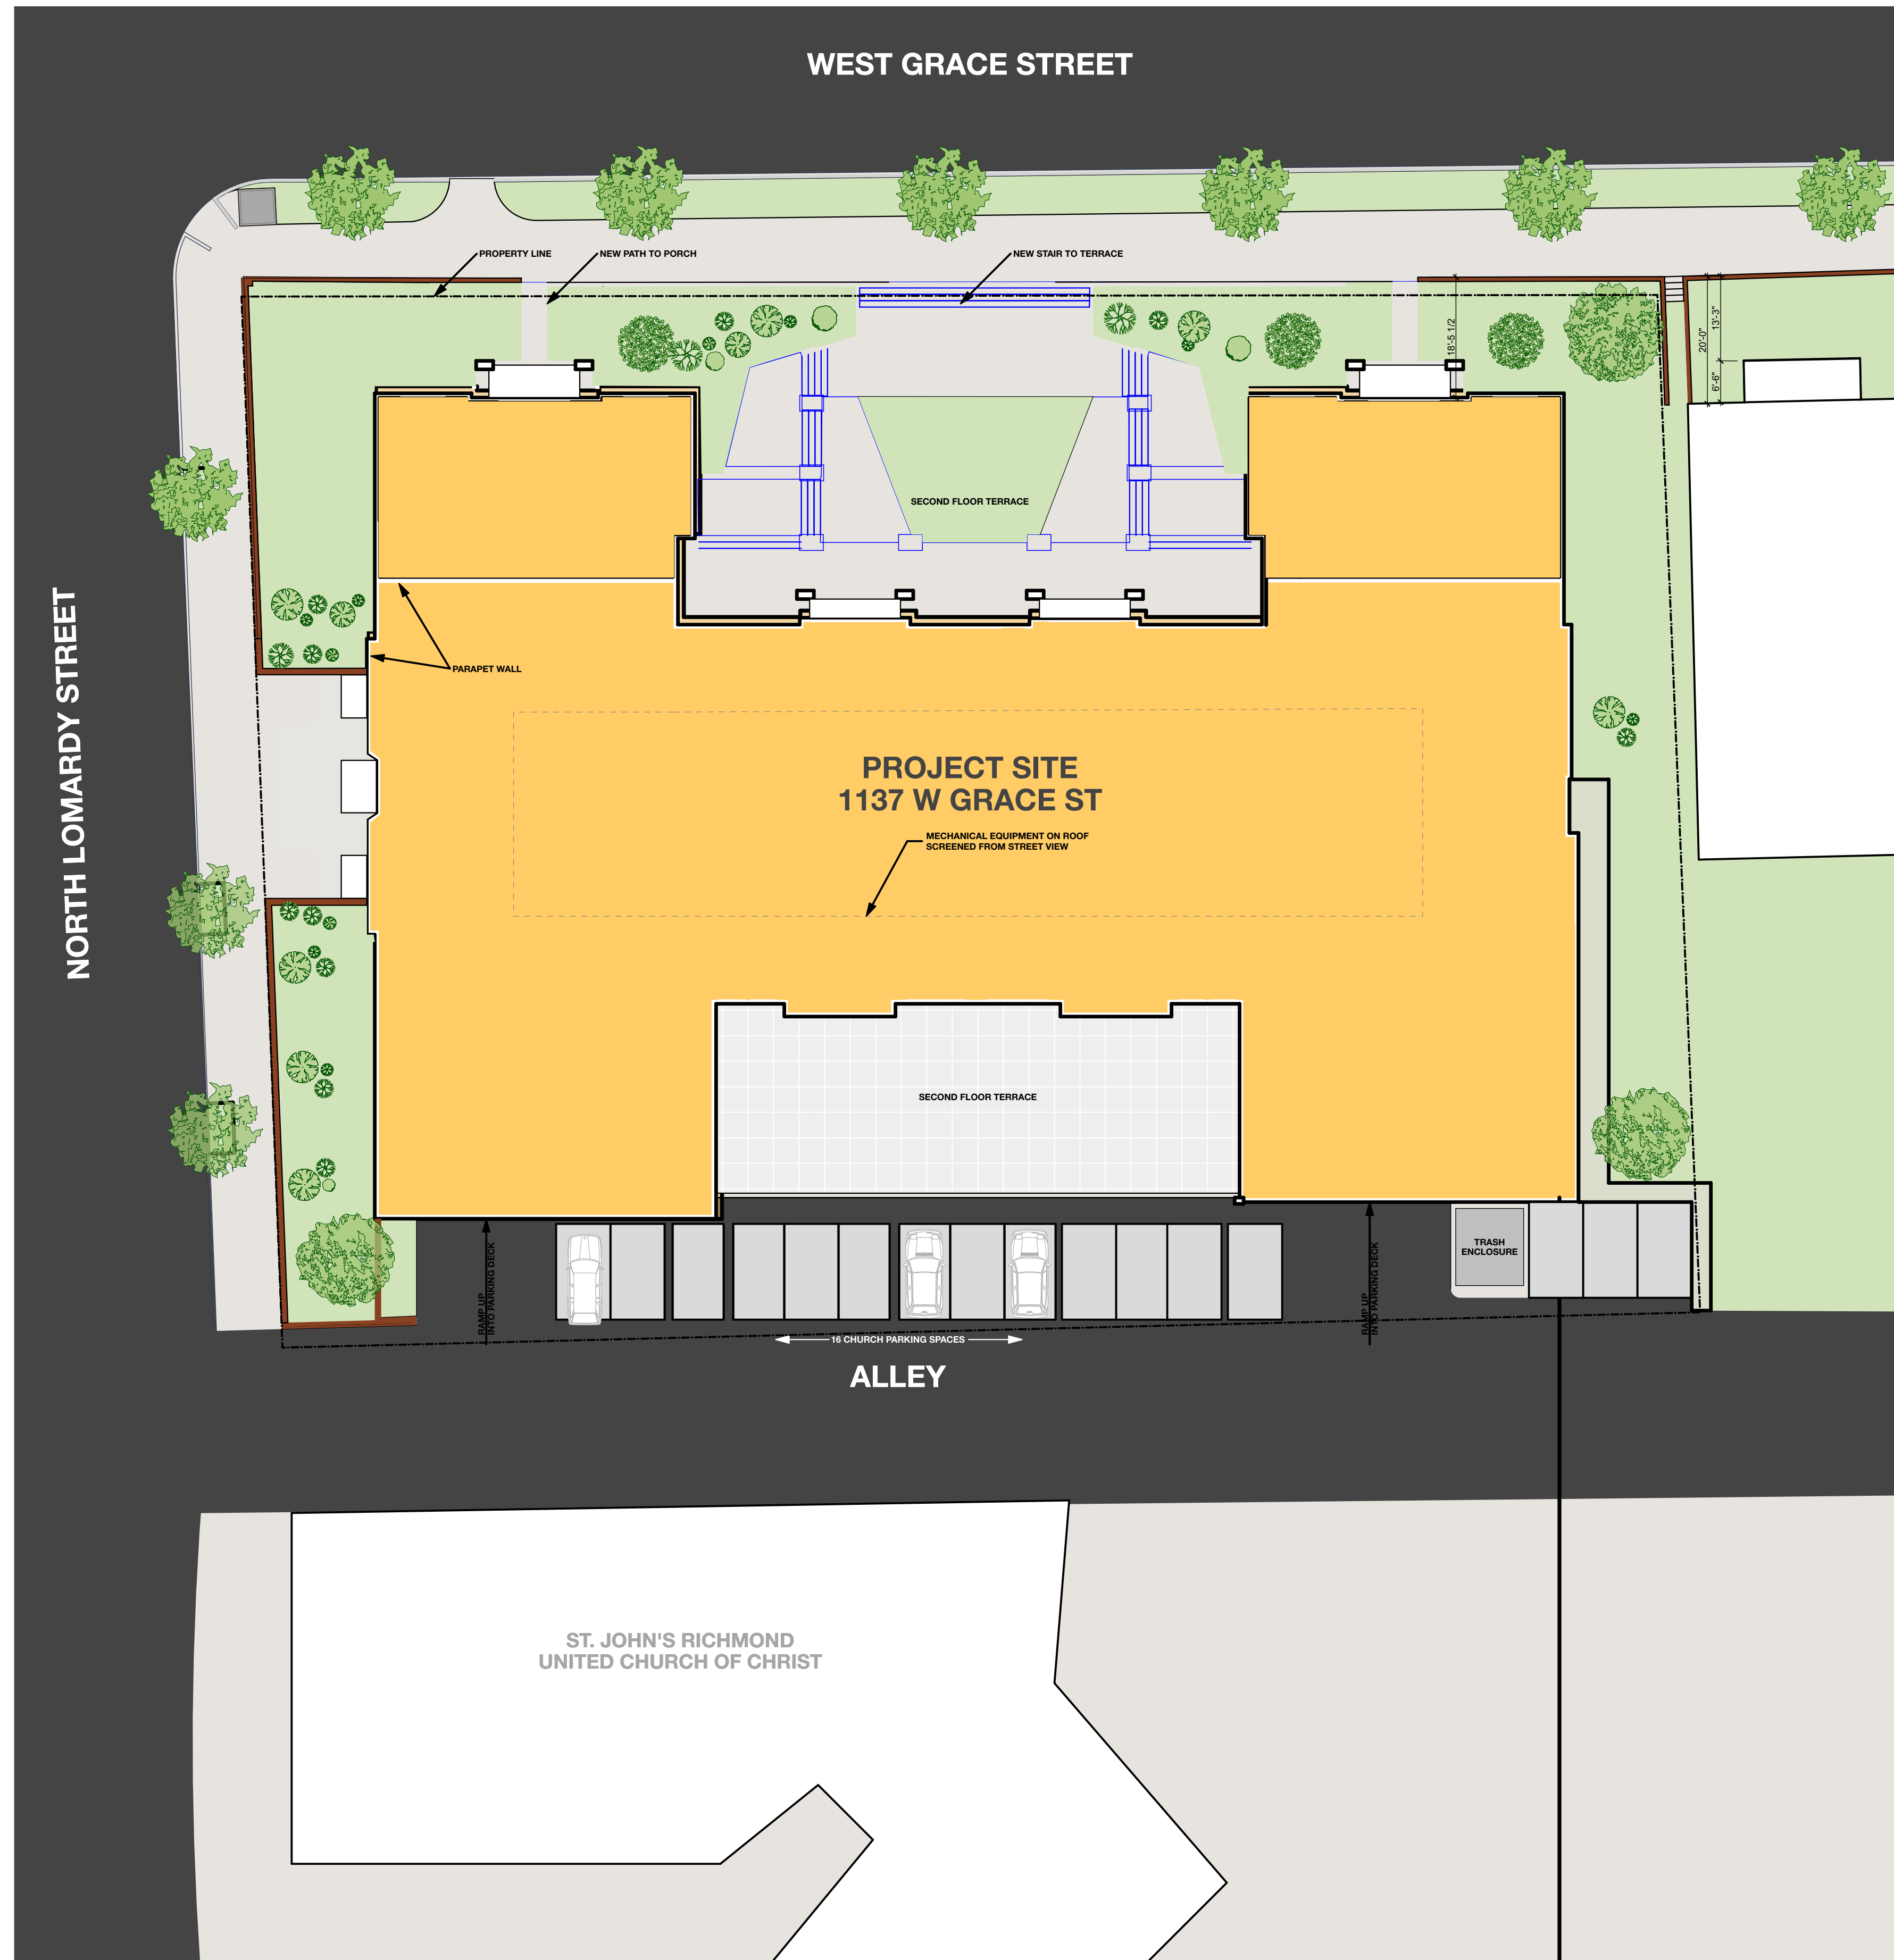 WEST GRACE STREET
PROPERTY LINE
NEW PATH TO PORCH
NEW STAIR TO TERRACE
18'-5 1/2
20'-0"
13'-3"
6'-6"
SECOND FLOOR TERRACE
NORTH LOMARDY STREET
PARAPET WALL
PROJECT SITE
1137 W GRACE ST
MECHANICAL EQUIPMENT ON ROOF
SCREENED FROM STREET VIEW
SECOND FLOOR TERRACE
RAMP UP
INTO PARKING DECK
RAMP UP
INTO PARKING DECK
TRASH
ENCLOSURE
16 CHURCH PARKING SPACES
ALLEY
ST. JOHN'S RICHMOND
UNITED CHURCH OF CHRIST